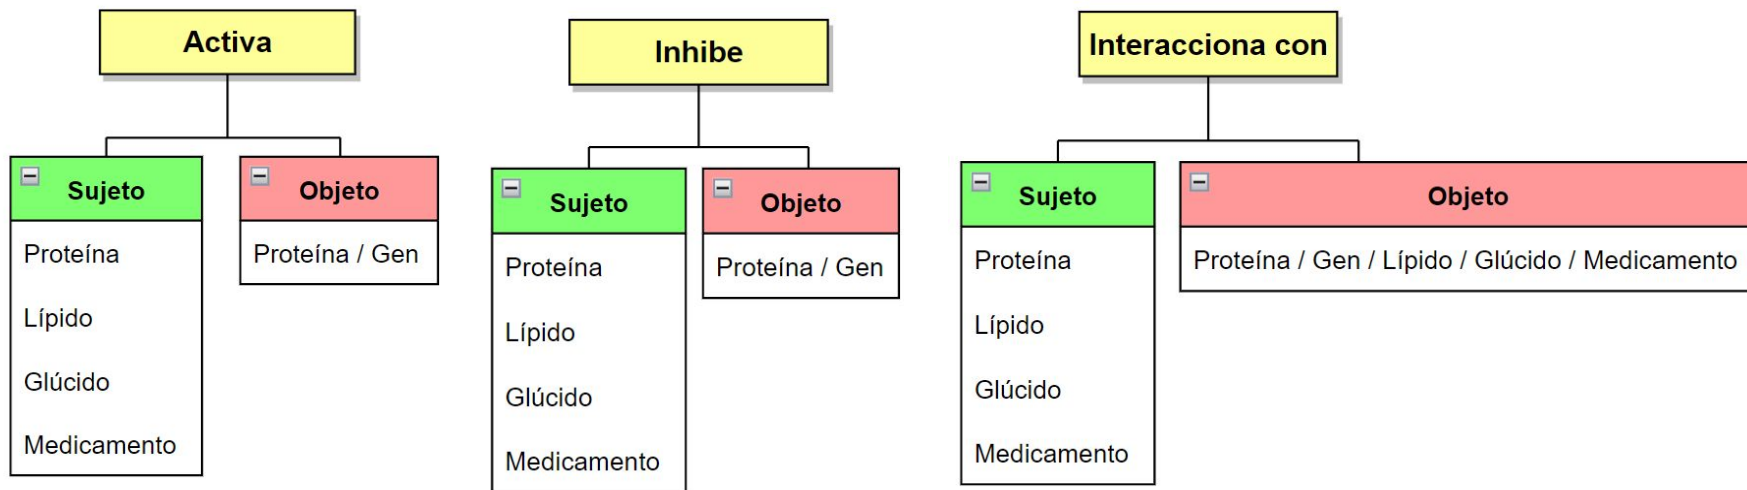 Activa
Sujeto
Proteína
Lípido
Glúcido
Medicamento
Objeto
Proteína / Gen
Inhibe
Sujeto
Proteína
Lípido
Glúcido
Medicamento
Objeto
Proteína / Gen
Interacciona con
Sujeto
Proteína
Lípido
Glúcido
Medicamento
Objeto
Proteína / Gen / Lípido / Glúcido / Medicamento